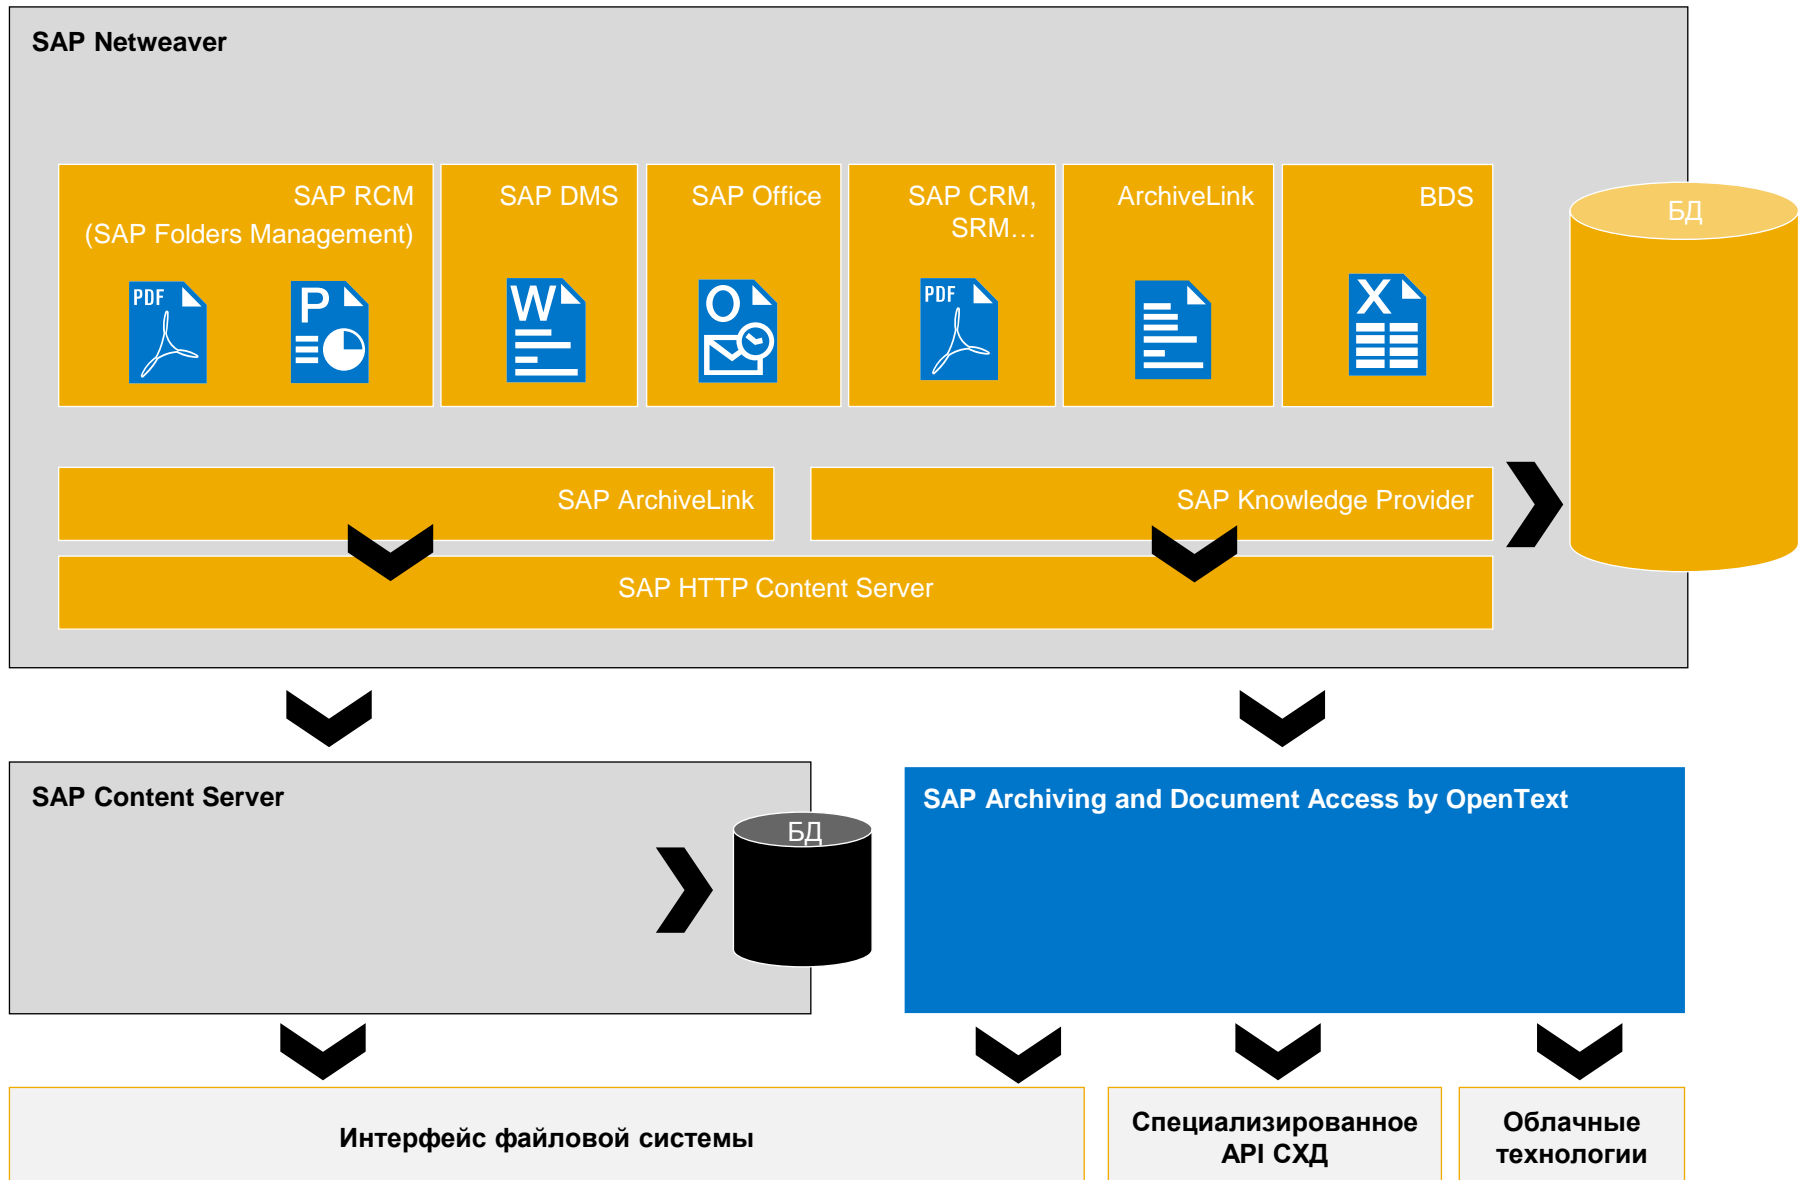 SAP Netweaver
SAP RCM
(SAP Folders Management)
SAP DMS
SAP Office
SAP CRM,
SRM…
ArchiveLink
BDS
БД
PDF
P
W
O
PDF
X
SAP ArchiveLink
SAP Knowledge Provider
SAP HTTP Content Server
SAP Content Server
БД
SAP Archiving and Document Access by OpenText
Интерфейс файловой системы
Специализированное
API СХД
Облачные
технологии